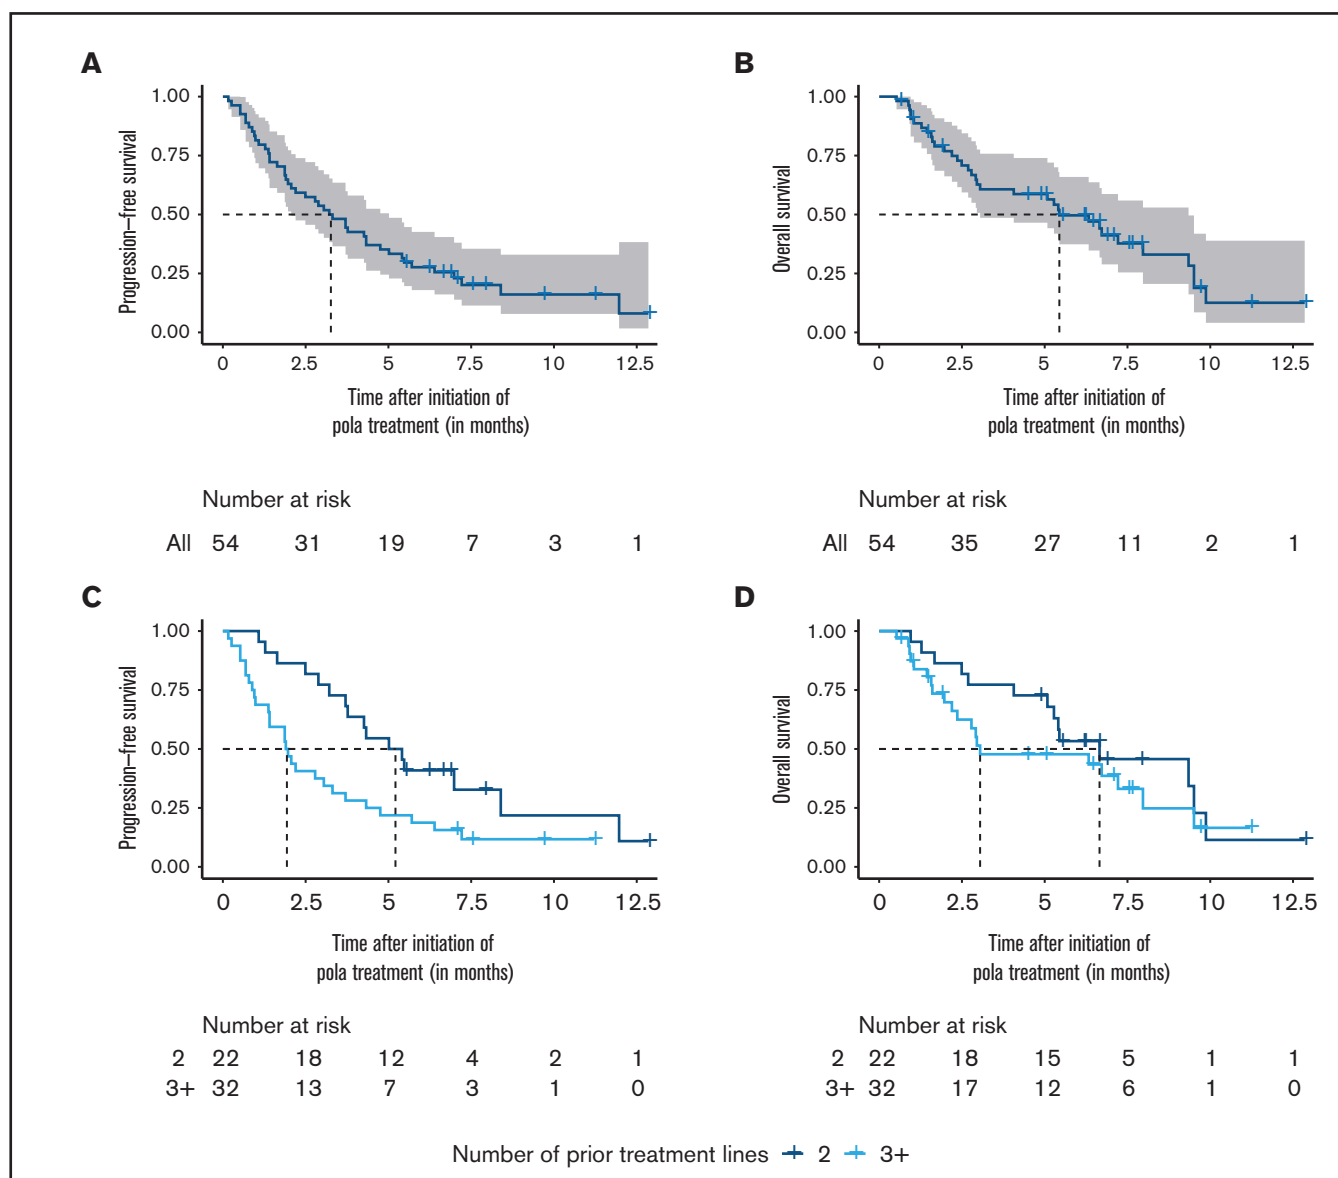 A
Progression–free survival
1.00
0.75
0.50
0.25
0.00
0 2.5 5 7.5 10 12.5
Time after initiation of
pola treatment (in months)
Number at risk
All 54 31 19 7 3 1
B
Overall survival
1.00
0.75
0.50
0.25
0.00
0 2.5 5 7.5 10 12.5
Time after initiation of
pola treatment (in months)
Number at risk
All 54 35 27 11 2 1
C
Progression–free survival
1.00
0.75
0.50
0.25
0.00
0 2.5 5 7.5 10 12.5
Time after initiation of
pola treatment (in months)
Number at risk
2 22 18 12 4 2 1
3+ 32 13 7 3 1 0
D
Overall survival
1.00
0.75
0.50
0.25
0.00
0 2.5 5 7.5 10 12.5
Time after initiation of
pola treatment (in months)
Number at risk
2 22 18 15 5 1 1
3+ 32 17 12 6 1 0
Number of prior treatment lines 2 3+